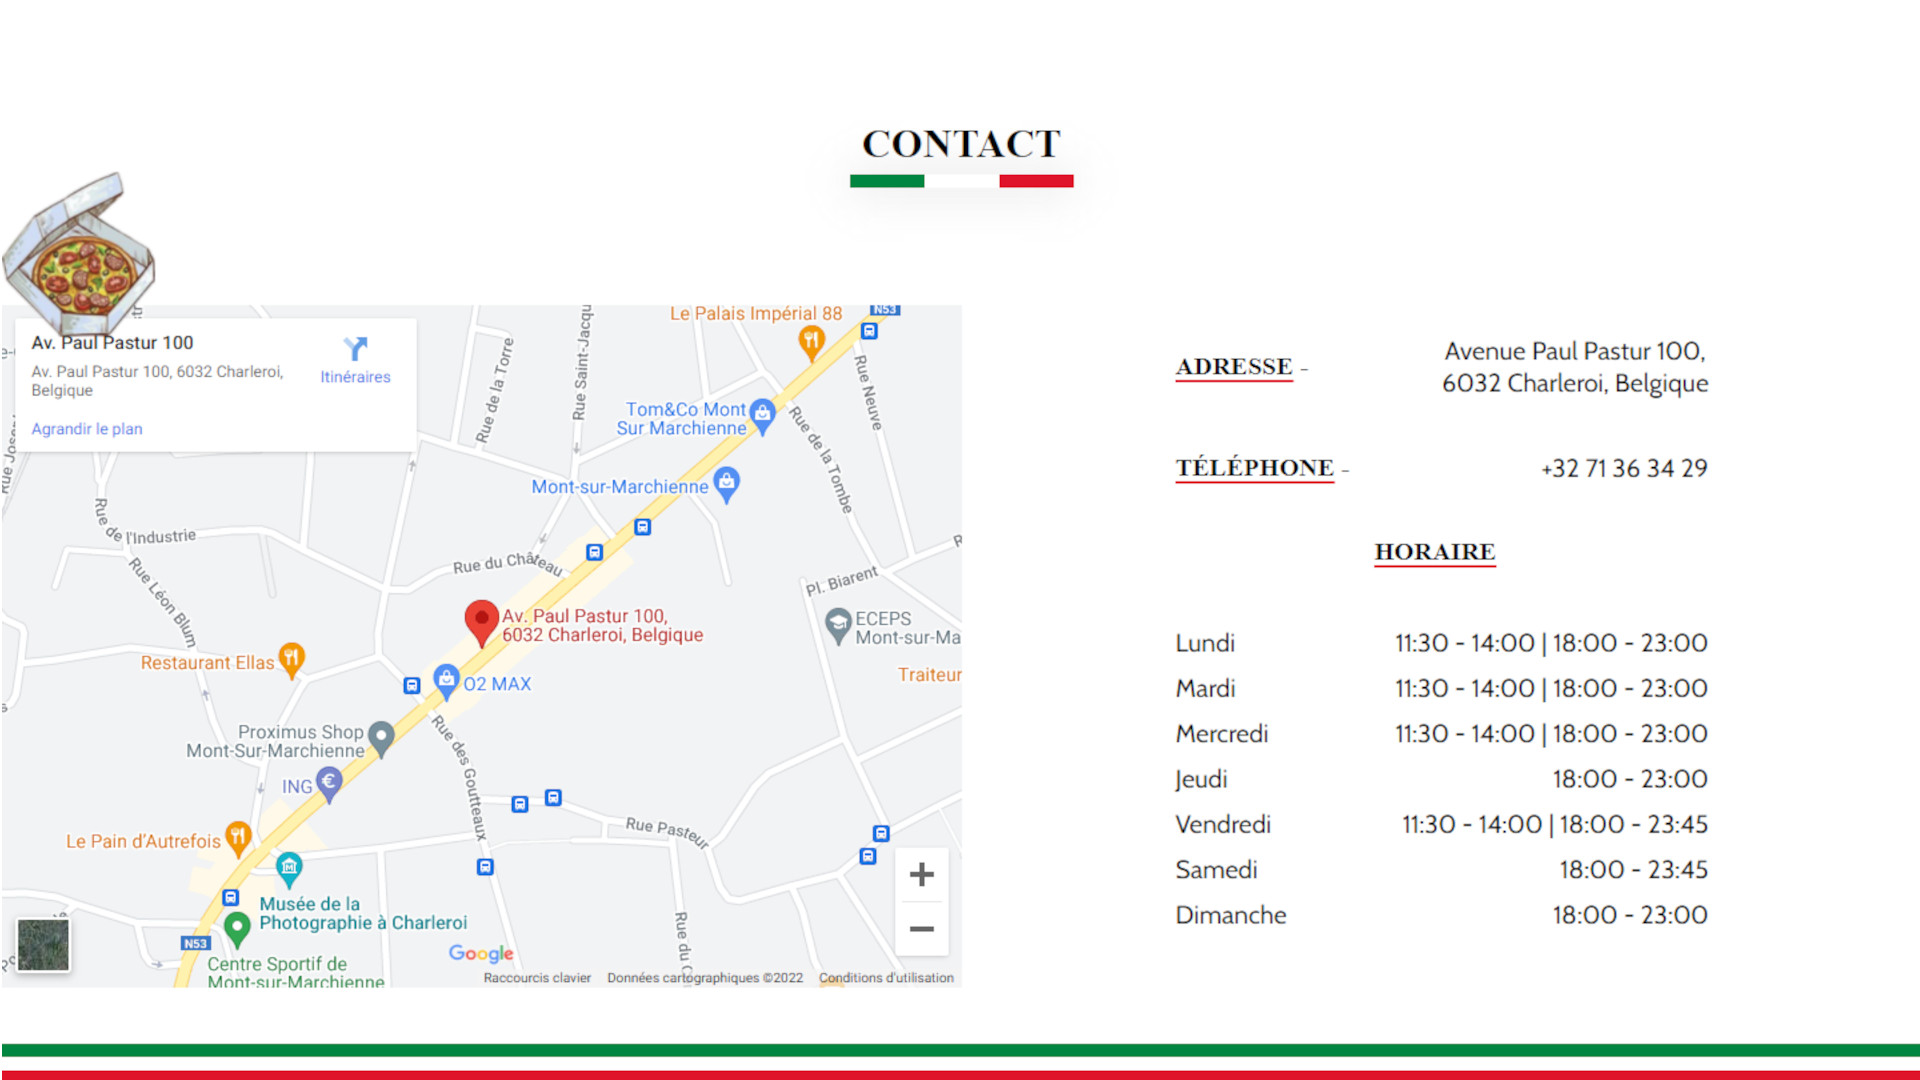 CONTACT
Av. Paul Pastur 100
Av. Paul Pastur 100, 6032 Charleroi,
Belgique
Itinéraires
Agrandir le plan
Le Palais Impérial 88
N53
Rue de la Torre
Rue Saint-Jacqu
Rue Neuve
Tom&Co Mont
Sur Marchienne
Rue de la Tombe
Mont-sur-Marchienne
Rue de l'Industrie
Rue du Château
Rue Léon Blum
Pl. Biarent
Av. Paul Pastur 100,
6032 Charleroi, Belgique
ECEPS
Mont-sur-Ma
Restaurant Ellas
Traiteur
O2 MAX
Proximus Shop
Mont-Sur-Marchienne
Rue des Goutteaux
ING
Le Pain d'Autrefois
Rue Pasteur
Musée de la
Photographie à Charleroi
N53
Rue du
Centre Sportif de
Mont-sur-Marchienne
Google
Raccourcis clavier
Données cartographiques ©2022
Conditions d'utilisation
ADRESSE -
Avenue Paul Pastur 100,
6032 Charleroi, Belgique
TÉLÉPHONE -
+32 71 36 34 29
HORAIRE
Lundi 11:30 - 14:00 | 18:00 - 23:00
Mardi 11:30 - 14:00 | 18:00 - 23:00
Mercredi 11:30 - 14:00 | 18:00 - 23:00
Jeudi 18:00 - 23:00
Vendredi 11:30 - 14:00 | 18:00 - 23:45
Samedi 18:00 - 23:45
Dimanche 18:00 - 23:00